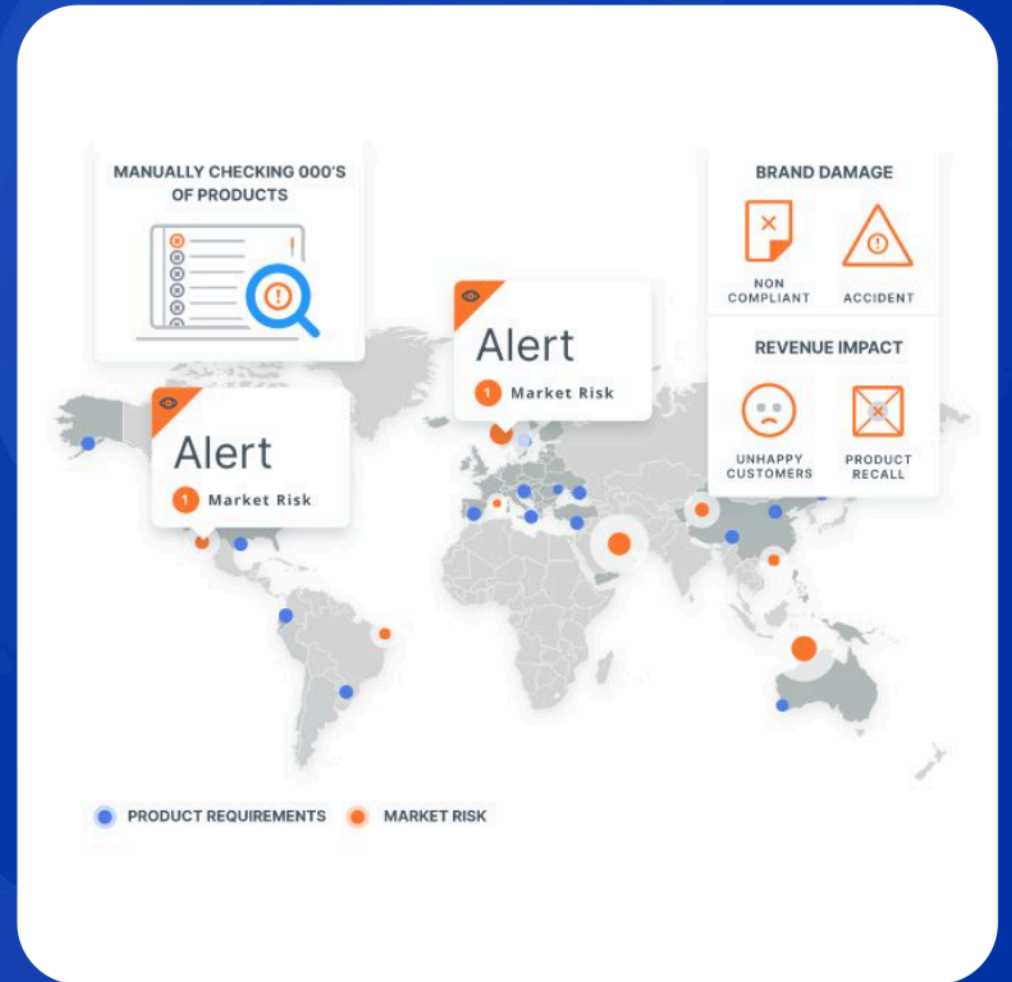 MANUALLY CHECKING 000'S
OF PRODUCTS
Alert
1 Market Risk
Alert
1 Market Risk
BRAND DAMAGE
NON
COMPLIANT
ACCIDENT
REVENUE IMPACT
UNHAPPY
CUSTOMERS
PRODUCT
RECALL
PRODUCT REQUIREMENTS
MARKET RISK